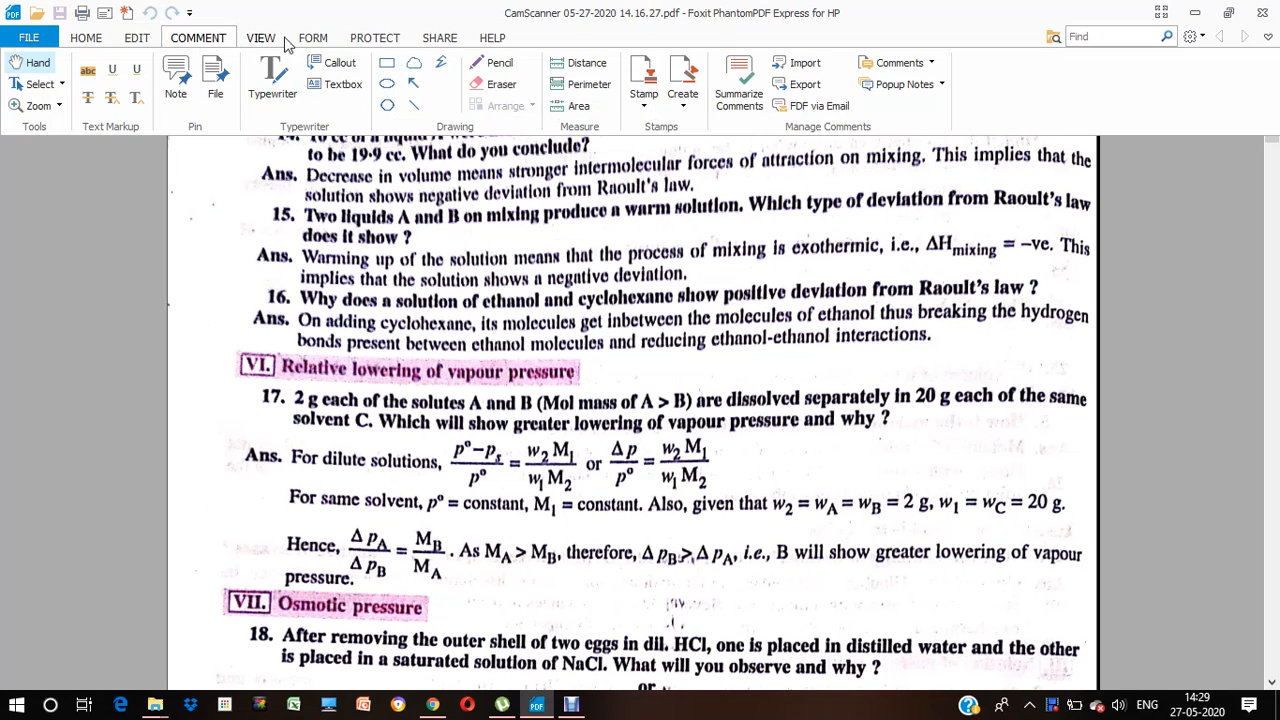 CamScanner 05-27-2020 14.16.27.pdf - Foxit PhantomPDF Express for HP
FILE HOME EDIT COMMENT VIEW FORM PROTECT SHARE HELP
Find
Hand
Select
Zoom
Tools
Text Markup
Note
File
Pin
Typewriter
Callout
Textbox
Typewriter
Pencil
Eraser
Arrange
Drawing
Distance
Perimeter
Area
Measure
Stamp
Create
Stamps
Summarize
Comments
Import
Export
FDF via Email
Comments
Popup Notes
Manage Comments
to be 19·9 cc. What do you conclude?
Ans. Decrease in volume means stronger intermolecular forces of attraction on mixing. This implies that the
solution shows negative deviation from Raoult's law.
15. Two liquids A and B on mixing produce a warm solution. Which type of deviation from Raoult's law
does it show ?
Ans. Warming up of the solution means that the process of mixing is exothermic, i.e., ΔHmixing = –ve. This
implies that the solution shows a negative deviation.
16. Why does a solution of ethanol and cyclohexane show positive deviation from Raoult's law ?
Ans. On adding cyclohexane, its molecules get inbetween the molecules of ethanol thus breaking the hydrogen
bonds present between ethanol molecules and reducing ethanol-ethanol interactions.
VI. Relative lowering of vapour pressure
17. 2 g each of the solutes A and B (Mol mass of A > B) are dissolved separately in 20 g each of the same
solvent C. Which will show greater lowering of vapour pressure and why ?
Ans. For dilute solutions, (p° – ps)/p° = w2 M1/w1 M2 or Δp/p° = w2 M1/w1 M2
For same solvent, p° = constant, M1 = constant. Also, given that w2 = wA = wB = 2 g, w1 = wC = 20 g.
Hence, Δ pA/Δ pB = MB/MA . As MA > MB, therefore, Δ pB > Δ pA, i.e., B will show greater lowering of vapour
pressure.
VII. Osmotic pressure
18. After removing the outer shell of two eggs in dil. HCl, one is placed in distilled water and the other
is placed in a saturated solution of NaCl. What will you observe and why ?
or
14:29
27-05-2020